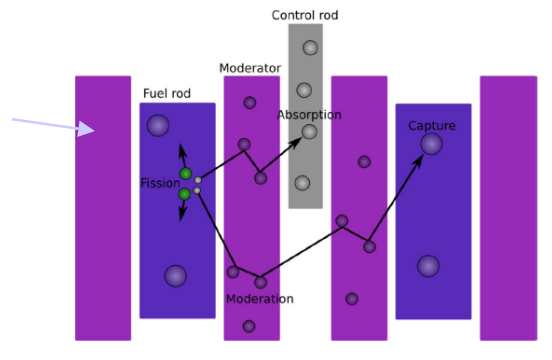 Control rod
Moderator
Fuel rod
Absorption
Capture
Fission
Moderation